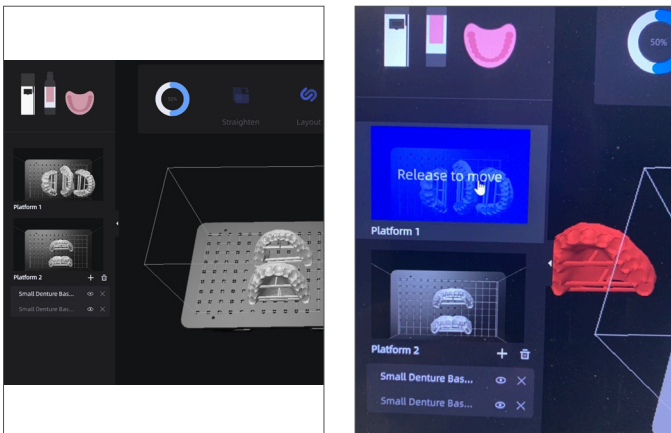 50%
Straighten
Layout
Platform 1
Platform 2
Small Denture Bas...
Small Denture Bas...
50%
Release to move
Platform 1
Platform 2
Small Denture Bas...
Small Denture Bas...